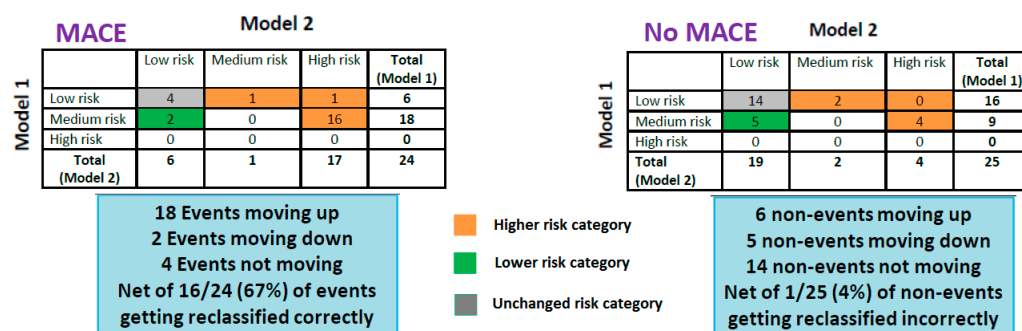 MACE
Model 2
Model 1
Low risk Medium risk High risk Total (Model 1)
Low risk 4 1 1 6
Medium risk 2 0 16 18
High risk 0 0 0 0
Total (Model 2) 6 1 17 24
18 Events moving up
2 Events moving down
4 Events not moving
Net of 16/24 (67%) of events
getting reclassified correctly
Higher risk category
Lower risk category
Unchanged risk category
No MACE
Model 2
Model 1
Low risk Medium risk High risk Total (Model 1)
Low risk 14 2 0 16
Medium risk 5 0 4 9
High risk 0 0 0 0
Total (Model 2) 19 2 4 25
6 non-events moving up
5 non-events moving down
14 non-events not moving
Net of 1/25 (4%) of non-events
getting reclassified incorrectly